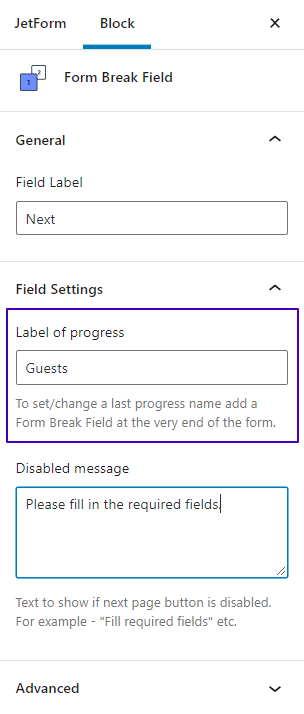 JetForm Block
1 2
Form Break Field
General
Field Label
Next
Field Settings
Label of progress
Guests
To set/change a last progress name add a
Form Break Field at the very end of the form.
Disabled message
Please fill in the required fields.
Text to show if next page button is disabled.
For example - "Fill required fields" etc.
Advanced